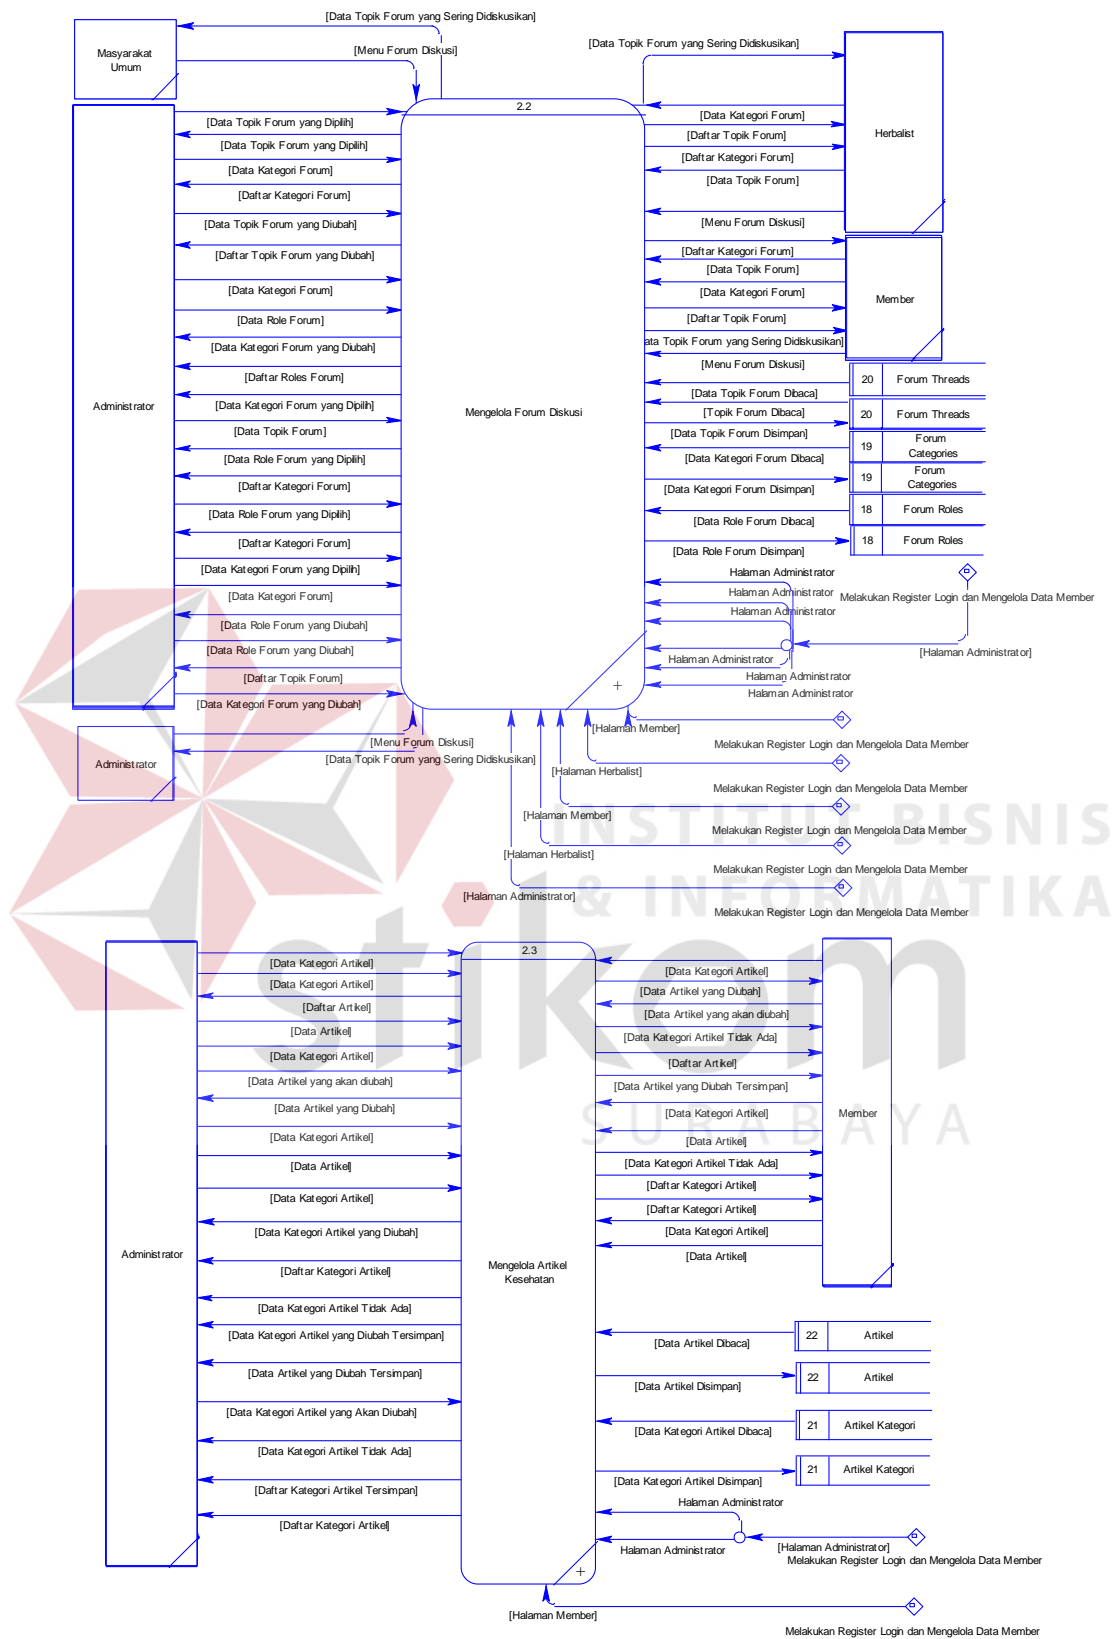 [Data Topik Forum yang Sering Didiskusikan]
Masyarakat
Umum
[Menu Forum Diskusi]
[Data Topik Forum yang Sering Didiskusikan]
2.2
Herbalist
[Data Topik Forum yang Dipilih]
[Data Topik Forum yang Dipilih]
[Data Kategori Forum]
[Daftar Kategori Forum]
[Data Topik Forum yang Diubah]
[Daftar Topik Forum yang Diubah]
[Data Kategori Forum]
[Data Role Forum]
[Data Kategori Forum yang Diubah]
[Daftar Roles Forum]
[Data Kategori Forum yang Dipilih]
[Data Topik Forum]
[Data Role Forum yang Dipilih]
[Daftar Kategori Forum]
[Data Role Forum yang Dipilih]
[Daftar Kategori Forum]
[Data Kategori Forum yang Dipilih]
[Data Kategori Forum]
[Data Role Forum yang Diubah]
[Data Role Forum yang Diubah]
[Daftar Topik Forum]
[Data Kategori Forum yang Diubah]
Administrator
Mengelola Forum Diskusi
[Data Kategori Forum]
[Daftar Topik Forum]
[Daftar Kategori Forum]
[Data Topik Forum]
[Menu Forum Diskusi]
[Daftar Kategori Forum]
[Data Topik Forum]
[Data Kategori Forum]
[Daftar Topik Forum]
ata Topik Forum yang Sering Didiskusikan]
[Menu Forum Diskusi]
Member
[Data Topik Forum Dibaca]
[Topik Forum Dibaca]
[Data Topik Forum Disimpan]
[Data Kategori Forum Dibaca]
[Data Kategori Forum Disimpan]
[Data Role Forum Dibaca]
[Data Role Forum Disimpan]
20 Forum Threads
20 Forum Threads
19 Forum
Categories
19 Forum
Categories
18 Forum Roles
18 Forum Roles
Halaman Administrator
Halaman Administrator
Halaman Administrator
Halaman Administrator
Halaman Administrator
Halaman Administrator
Melakukan Register Login dan Mengelola Data Member
[Halaman Administrator]
+
Administrator
[Menu Forum Diskusi]
[Data Topik Forum yang Sering Didiskusikan]
[Halaman Member]
Melakukan Register Login dan Mengelola Data Member
[Halaman Herbalist]
Melakukan Register Login dan Mengelola Data Member
[Halaman Member]
Melakukan Register Login dan Mengelola Data Member
[Halaman Herbalist]
Melakukan Register Login dan Mengelola Data Member
[Halaman Administrator]
Melakukan Register Login dan Mengelola Data Member
INSTITUT BISNIS
& INFORMATIKA
stikom
SURABAYA
2.3
[Data Kategori Artikel]
[Data Kategori Artikel]
[Daftar Artikel]
[Data Artikel]
[Data Kategori Artikel]
[Data Artikel yang akan diubah]
[Data Artikel yang Diubah]
[Data Kategori Artikel]
[Data Artikel]
[Data Kategori Artikel]
[Data Kategori Artikel yang Diubah]
[Daftar Kategori Artikel]
[Data Kategori Artikel Tidak Ada]
[Data Kategori Artikel yang Diubah Tersimpan]
[Data Artikel yang Diubah Tersimpan]
[Data Kategori Artikel yang Akan Diubah]
[Data Kategori Artikel Tidak Ada]
[Daftar Kategori Artikel Tersimpan]
[Daftar Kategori Artikel]
Administrator
Mengelola Artikel
Kesehatan
[Data Kategori Artikel]
[Data Artikel yang Diubah]
[Data Artikel yang akan diubah]
[Data Kategori Artikel Tidak Ada]
[Daftar Artikel]
[Data Artikel yang Diubah Tersimpan]
[Data Kategori Artikel]
[Data Artikel]
[Data Kategori Artikel Tidak Ada]
[Daftar Kategori Artikel]
[Daftar Kategori Artikel]
[Data Kategori Artikel]
[Data Artikel]
Member
[Data Artikel Dibaca]
[Data Artikel Disimpan]
[Data Kategori Artikel Dibaca]
[Data Kategori Artikel Disimpan]
22 Artikel
22 Artikel
21 Artikel Kategori
21 Artikel Kategori
Halaman Administrator
Halaman Administrator
[Halaman Administrator]
Melakukan Register Login dan Mengelola Data Member
+
[Halaman Member]
Melakukan Register Login dan Mengelola Data Member